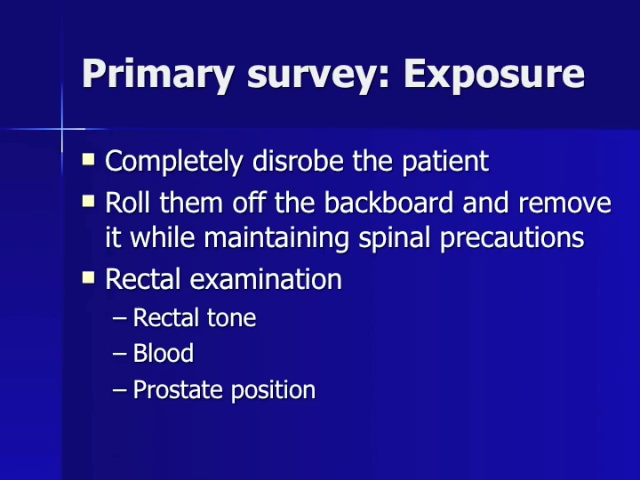 Primary survey: Exposure
Completely disrobe the patient
Roll them off the backboard and remove
it while maintaining spinal precautions
Rectal examination
– Rectal tone
– Blood
– Prostate position